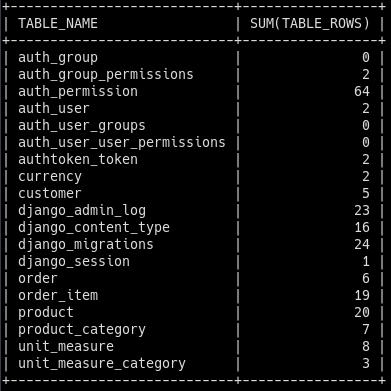 +----------------------------+-----------------+
| TABLE_NAME                 | SUM(TABLE_ROWS) |
+----------------------------+-----------------+
| auth_group                 |               0 |
| auth_group_permissions     |               2 |
| auth_permission            |              64 |
| auth_user                  |               2 |
| auth_user_groups           |               0 |
| auth_user_user_permissions |               0 |
| authtoken_token            |               2 |
| currency                   |               2 |
| customer                   |               5 |
| django_admin_log           |              23 |
| django_content_type        |              16 |
| django_migrations          |              24 |
| django_session             |               1 |
| order                      |               6 |
| order_item                 |              19 |
| product                    |              20 |
| product_category           |               7 |
| unit_measure               |               8 |
| unit_measure_category      |               3 |
+----------------------------+-----------------+